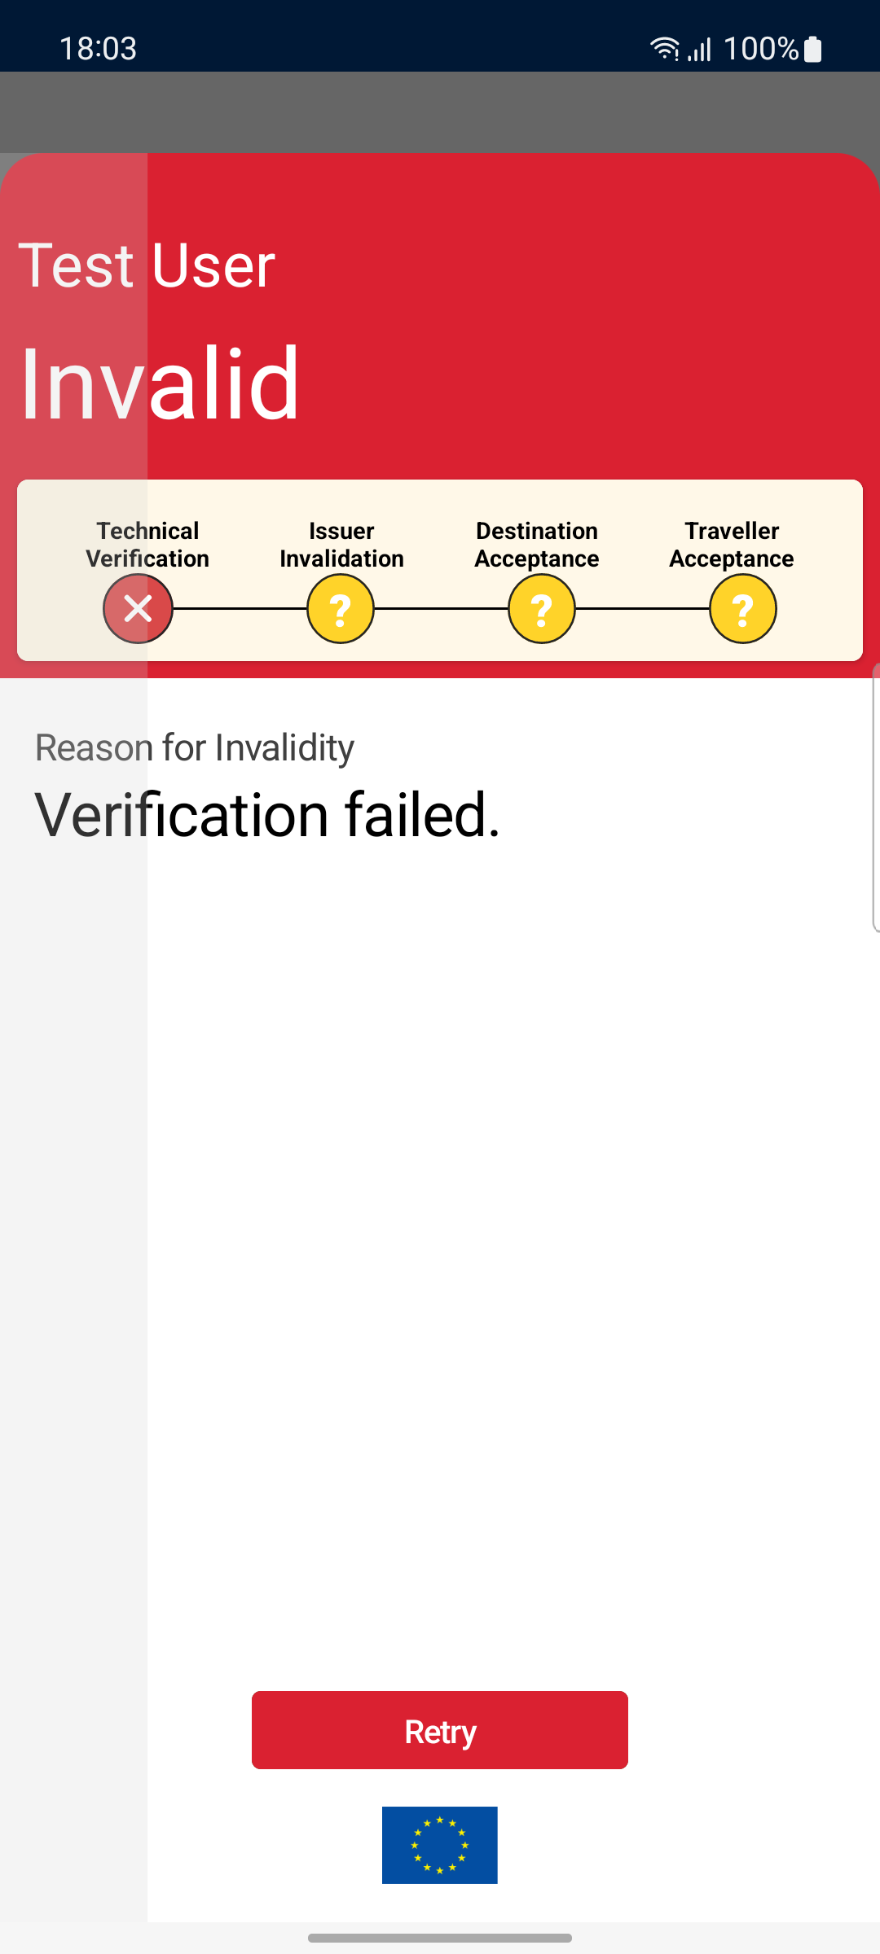 18:03 100%
Test User
Invalid
Technical Verification
Issuer Invalidation
Destination Acceptance
Traveller Acceptance
? ? ?
Reason for Invalidity
Verification failed.
Retry